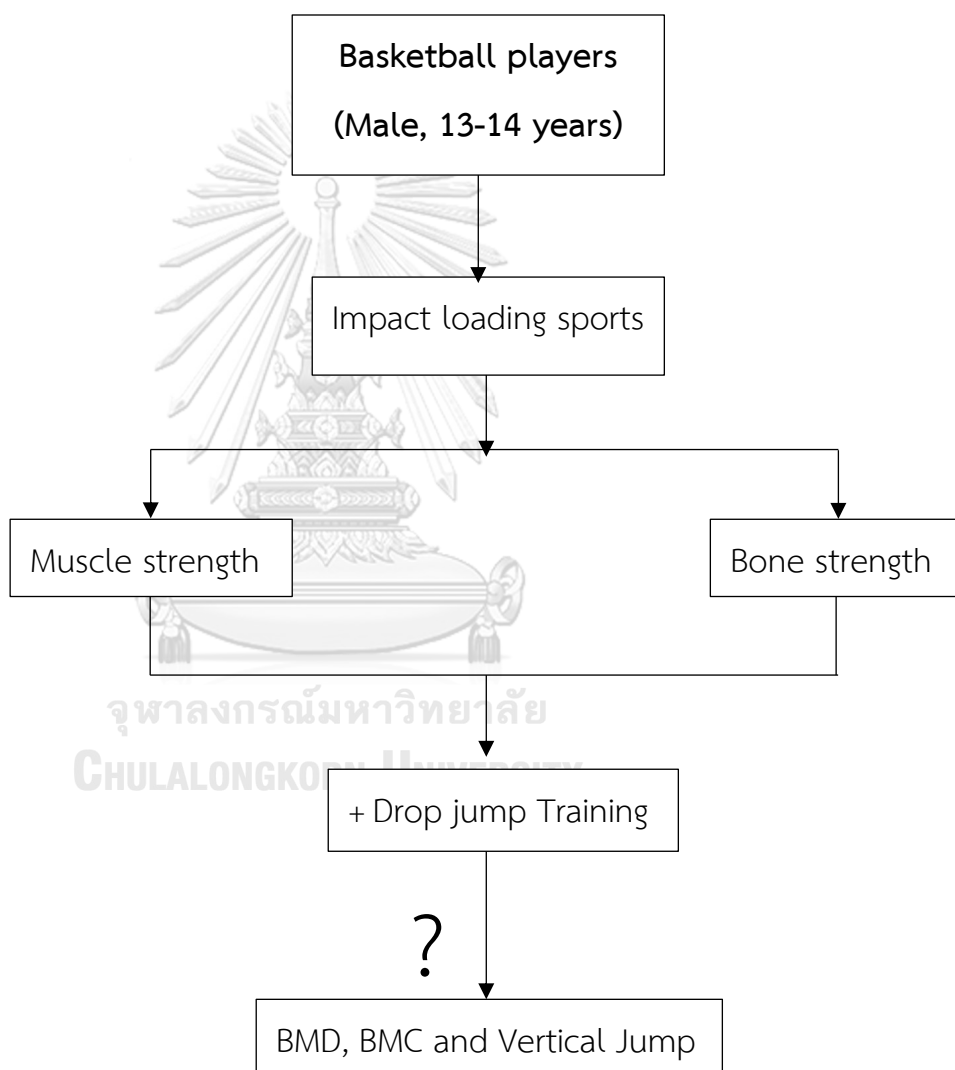 Basketball players
(Male, 13-14 years)
Impact loading sports
Muscle strength
Bone strength
จุฬาลงกรณ์มหาวิทยาลัย
CHULALONGKORN UNIVERSITY
+ Drop jump Training
?
BMD, BMC and Vertical Jump